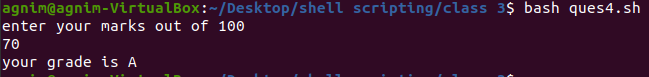 agnim@agnim-VirtualBox:~/Desktop/shell scripting/class 3$ bash ques4.sh
enter your marks out of 100
70
your grade is A